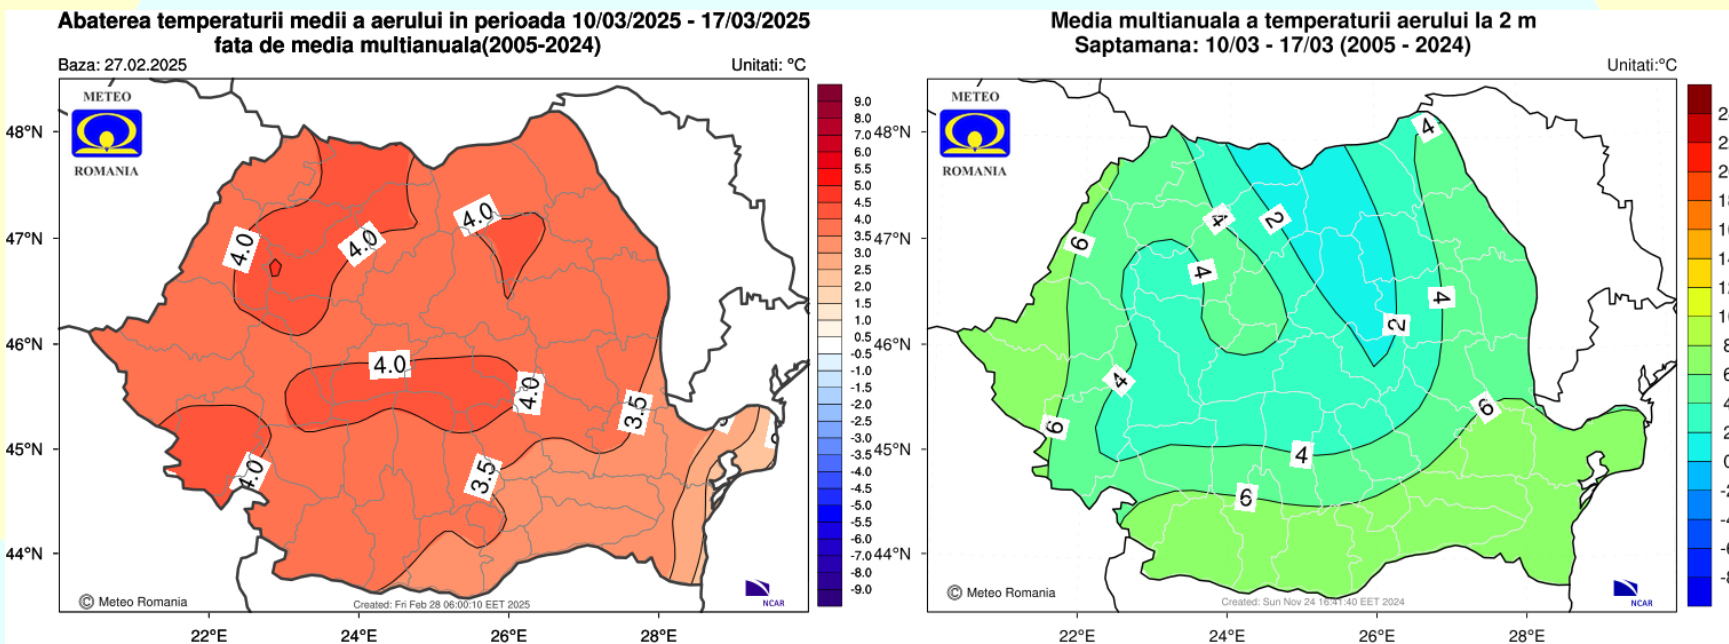 Abaterea temperaturii medii a aerului in perioada 10/03/2025 - 17/03/2025
fata de media multianuala(2005-2024)
Baza: 27.02.2025
Unitati: °C
METEO
ROMANIA
48°N
47°N
46°N
45°N
44°N
22°E
24°E
26°E
28°E
4.0
4.0
4.0
4.0
4.0
4.0
3.5
3.5
9.0
8.0
7.0
6.0
5.5
5.0
4.5
4.0
3.5
3.0
2.5
2.0
1.5
1.0
0.5
-0.5
-1.0
-1.5
-2.0
-2.5
-3.0
-3.5
-4.0
-4.5
-5.0
-5.5
-6.0
-7.0
-8.0
-9.0
© Meteo Romania
Created: Fri Feb 28 06:00:10 EET 2025
NCAR
Media multianuala a temperaturii aerului la 2 m
Saptamana: 10/03 - 17/03 (2005 - 2024)
Unitati:°C
METEO
ROMANIA
48°N
47°N
46°N
45°N
44°N
22°E
24°E
26°E
28°E
4
4
2
6
4
4
2
4
6
6
4
6
8
6
4
2
0
© Meteo Romania
Created: Sun Nov 24 16:41:40 EET 2024
NCAR